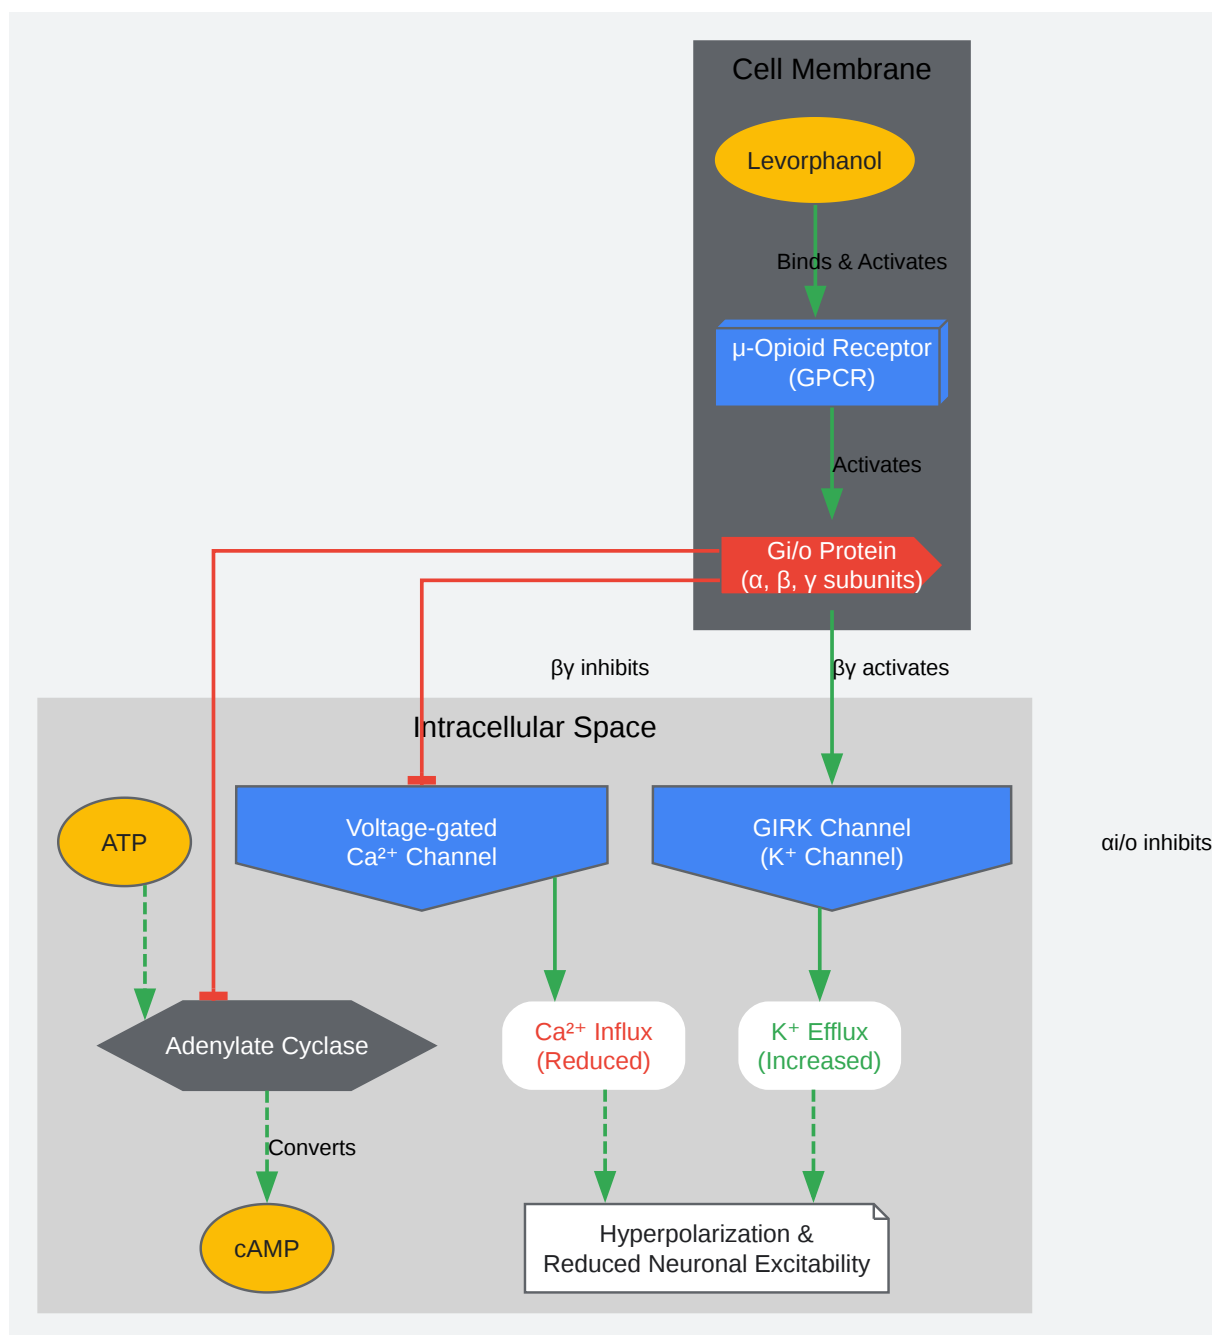 Cell Membrane
Levorphanol
Binds & Activates
μ-Opioid Receptor
(GPCR)
Activates
Gi/o Protein
(α, β, γ subunits)
βγ inhibits
βγ activates
Intracellular Space
ATP
Voltage-gated
Ca²⁺ Channel
GIRK Channel
(K⁺ Channel)
αi/o inhibits
Adenylate Cyclase
Ca²⁺ Influx
(Reduced)
K⁺ Efflux
(Increased)
Converts
cAMP
Hyperpolarization &
Reduced Neuronal Excitability